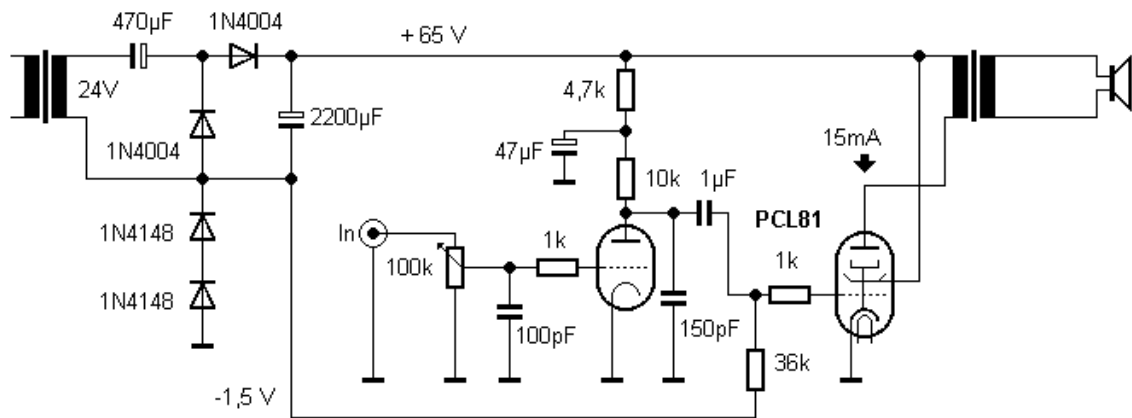 470µF
1N4004
+ 65 V
24V
4,7k
1N4004
2200µF
47µF
15mA
10k
1µF
PCL81
1N4148
In
100k
1k
1k
1N4148
100pF
150pF
36k
-1,5 V